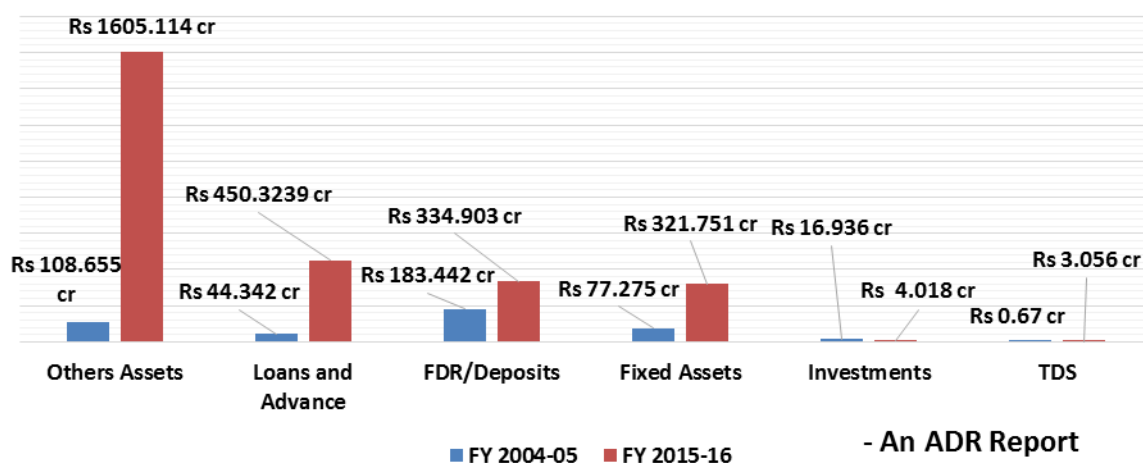 Rs 1605.114 cr
Rs 108.655
cr
Rs 450.3239 cr
Rs 44.342 cr
Rs 334.903 cr
Rs 183.442 cr
Rs 321.751 cr
Rs 77.275 cr
Rs 16.936 cr
Rs 4.018 cr
Rs 3.056 cr
Rs 0.67 cr
Others Assets
Loans and
Advance
FDR/Deposits
Fixed Assets
Investments
TDS
FY 2004-05
FY 2015-16
- An ADR Report